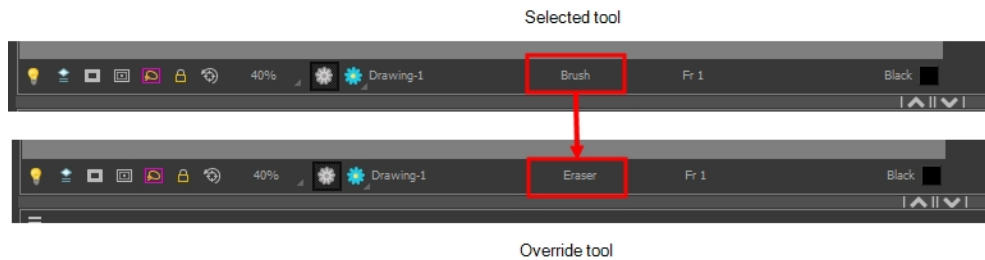 Selected tool
40% Drawing-1 Brush Fr 1 Black
40% Drawing-1 Eraser Fr 1 Black
Override tool